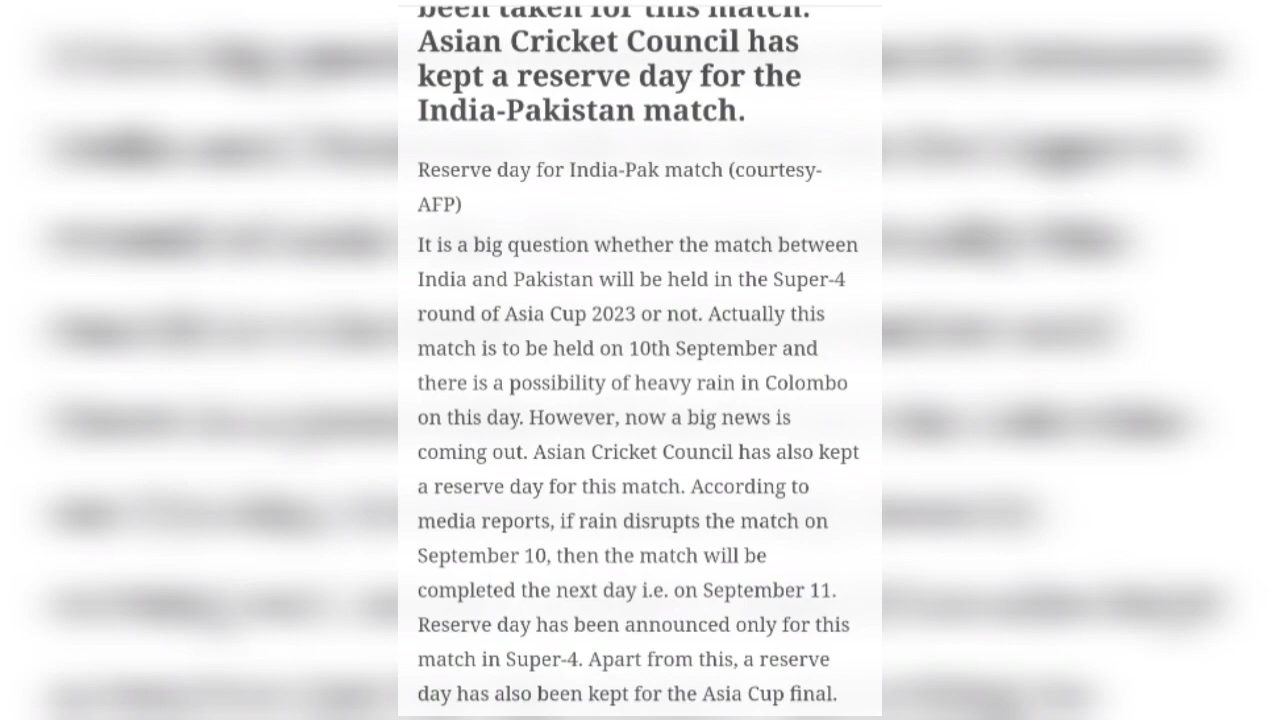 been taken for this match.
Asian Cricket Council has
kept a reserve day for the
India-Pakistan match.
Reserve day for India-Pak match (courtesy-
AFP)
It is a big question whether the match between
India and Pakistan will be held in the Super-4
round of Asia Cup 2023 or not. Actually this
match is to be held on 10th September and
there is a possibility of heavy rain in Colombo
on this day. However, now a big news is
coming out. Asian Cricket Council has also kept
a reserve day for this match. According to
media reports, if rain disrupts the match on
September 10, then the match will be
completed the next day i.e. on September 11.
Reserve day has been announced only for this
match in Super-4. Apart from this, a reserve
day has also been kept for the Asia Cup final.